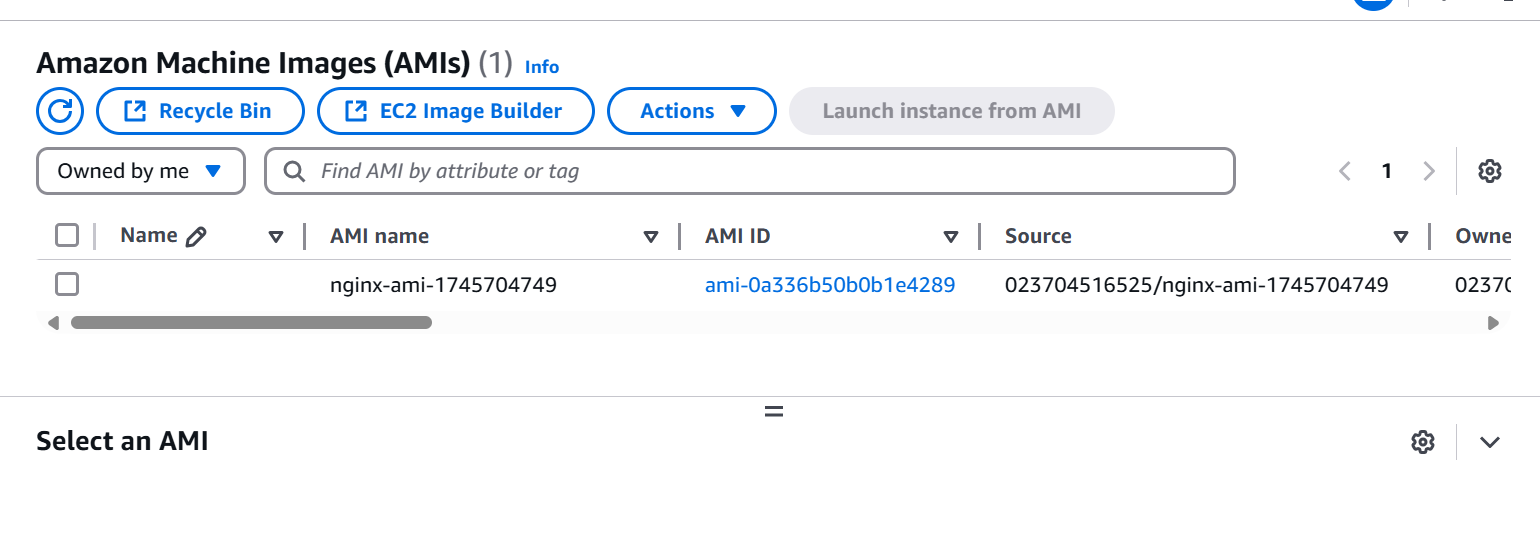 Amazon Machine Images (AMIs) (1) Info
Recycle Bin EC2 Image Builder Actions Launch instance from AMI
Owned by me Find AMI by attribute or tag 1
Name AMI name AMI ID Source Owne
nginx-ami-1745704749 ami-0a336b50b0b1e4289 023704516525/nginx-ami-1745704749 02370
Select an AMI